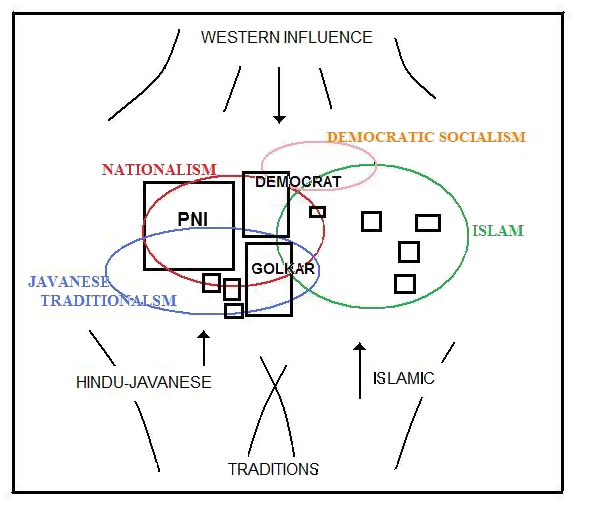 WESTERN INFLUENCE
DEMOCRATIC SOCIALISM
NATIONALISM
DEMOCRAT
PNI
ISLAM
GOLKAR
JAVANESE
TRADITIONALSM
HINDU-JAVANESE
ISLAMIC
TRADITIONS